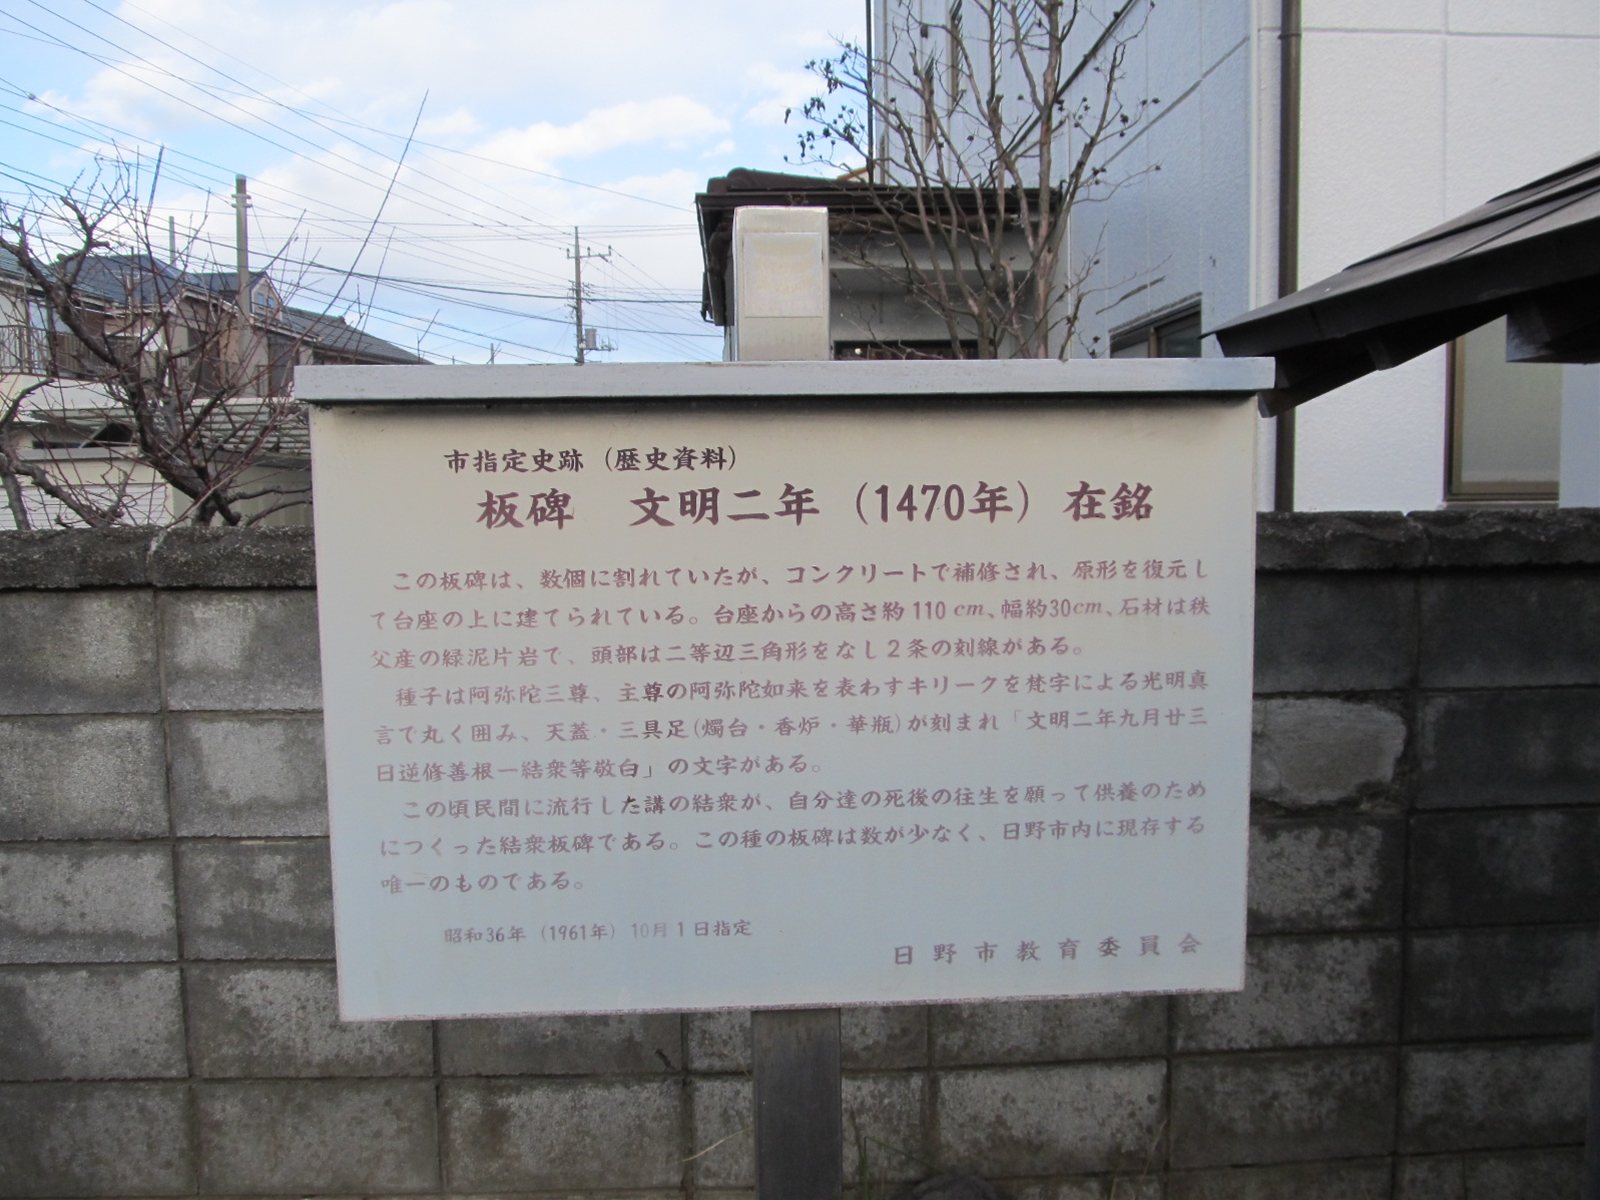 市指定史跡（歴史資料）
板碑　文明二年（1470年）在銘
この板碑は、数個に割れていたが、コンクリートで補修され、原形を復元し
て台座の上に建てられている。台座からの高さ約110cm、幅約30cm、石材は秩
父産の緑泥片岩で、頭部は二等辺三角形をなし２条の刻線がある。
種子は阿弥陀三尊、主尊の阿弥陀如来を表わすキリークを梵字による光明真
言で丸く囲み、天蓋・三具足(燭台・香炉・華瓶)が刻まれ「文明二年九月廿三
日逆修善根一結衆等敬白」の文字がある。
この頃民間に流行した講の結衆が、自分達の死後の往生を願って供養のため
につくった結衆板碑である。この種の板碑は数が少なく、日野市内に現存する
唯一のものである。
昭和36年（1961年）10月１日指定
日野市教育委員会